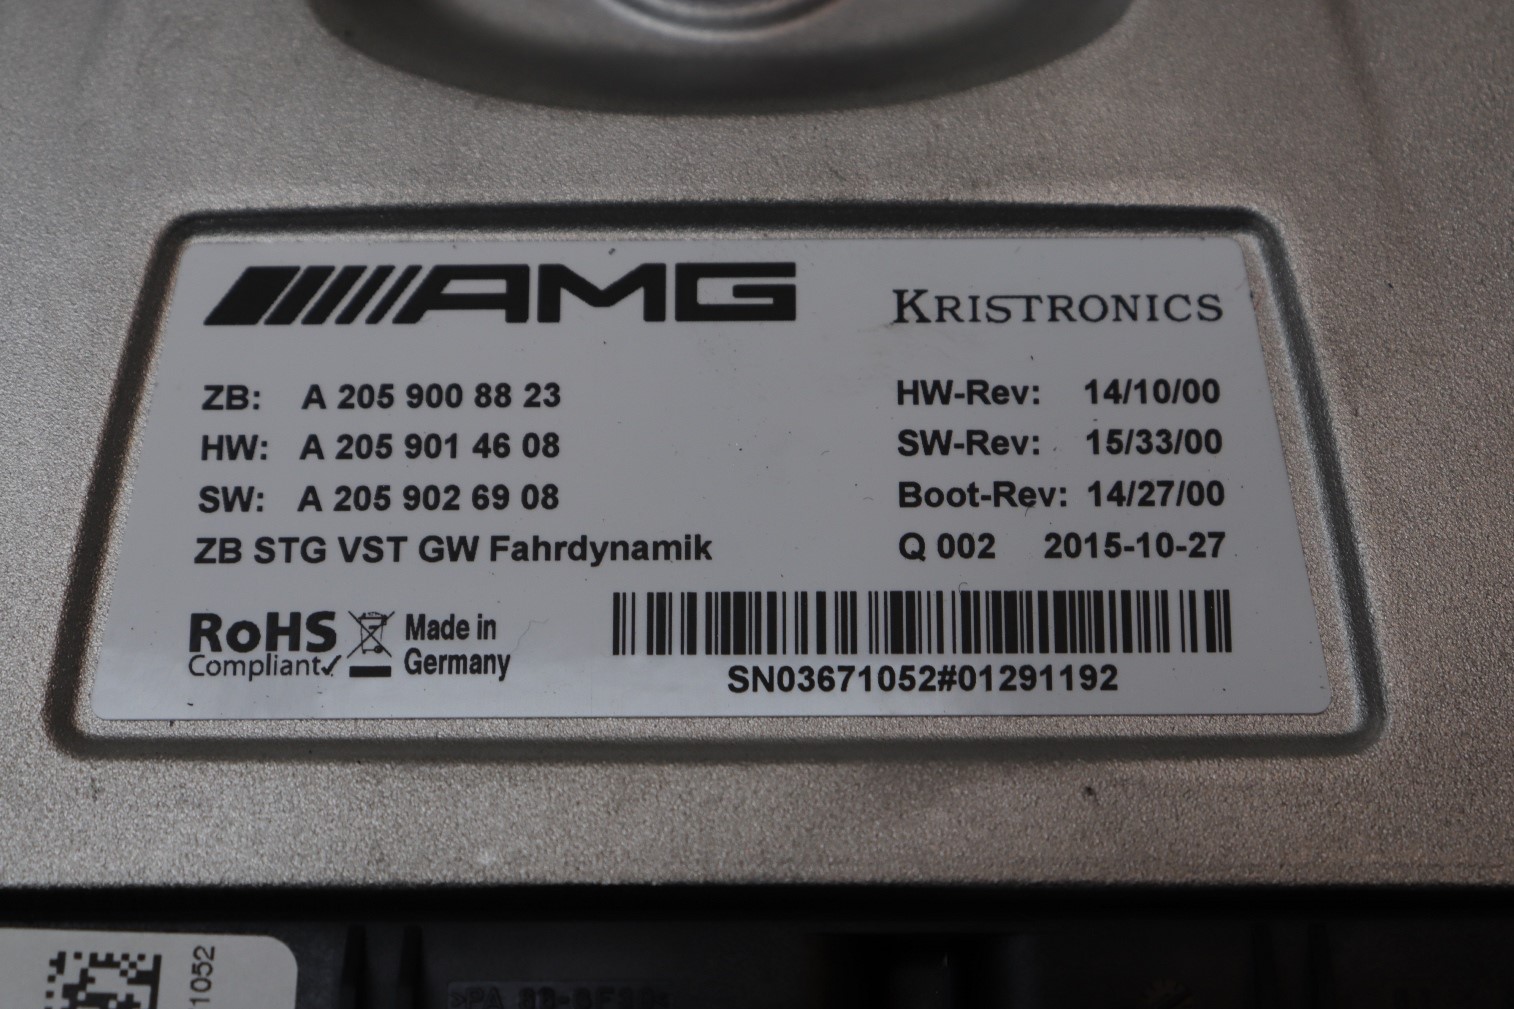 AMG
KRISTRONICS
ZB: A 205 900 88 23
HW: A 205 901 46 08
SW: A 205 902 69 08
ZB STG VST GW Fahrdynamik
HW-Rev: 14/10/00
SW-Rev: 15/33/00
Boot-Rev: 14/27/00
Q 002 2015-10-27
RoHS
Compliant
Made in
Germany
SN03671052#01291192
1052